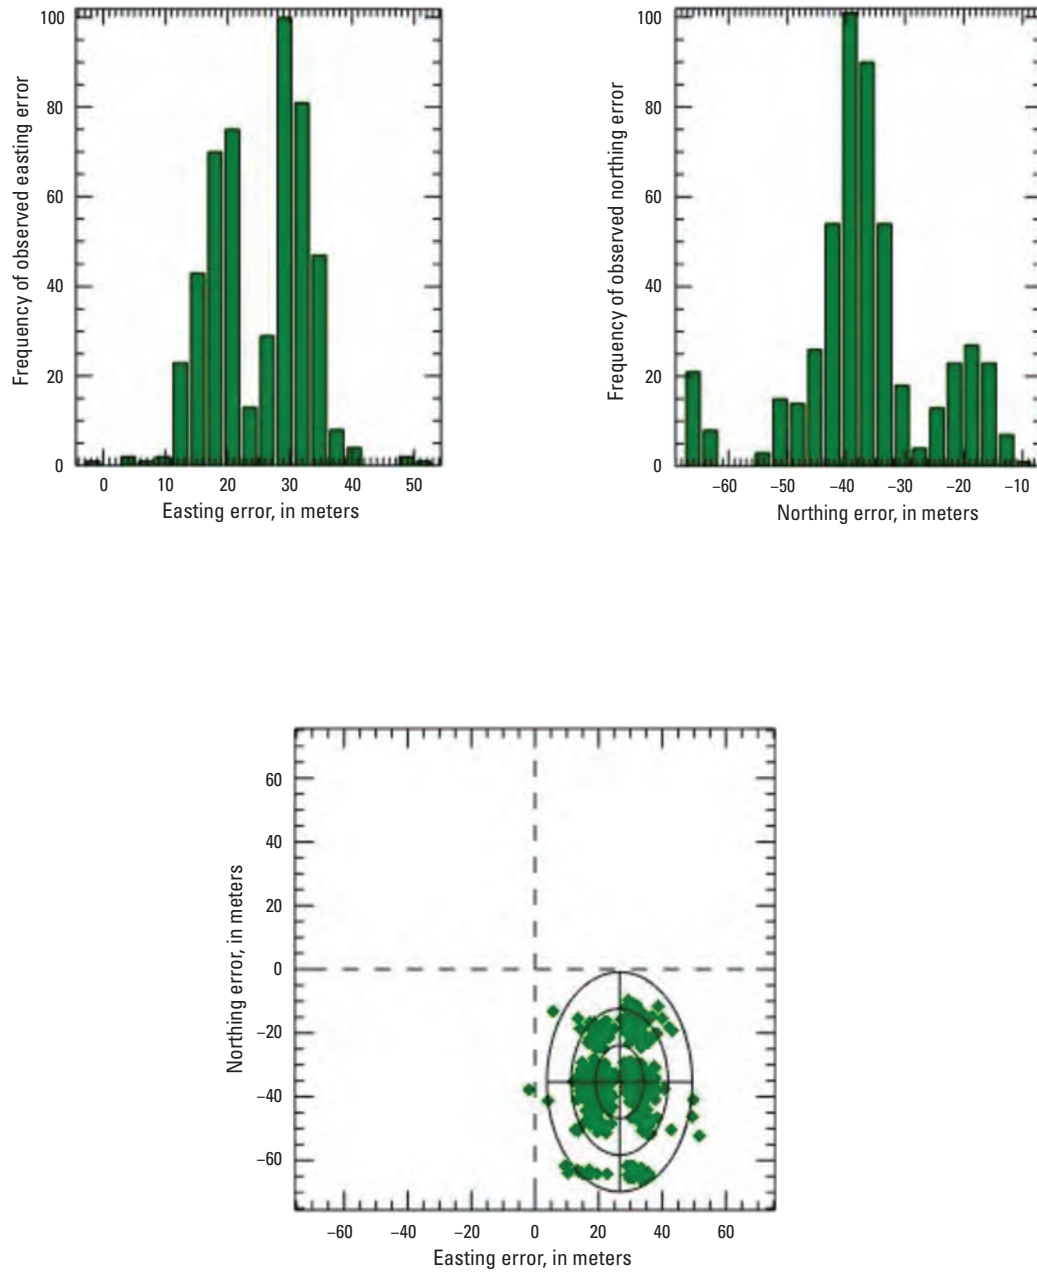 Frequency of observed easting error
100
80
60
40
20
0
0 10 20 30 40 50
Easting error, in meters
Frequency of observed northing error
100
80
60
40
20
0
–60 –50 –40 –30 –20 –10
Northing error, in meters
Northing error, in meters
60
40
20
0
–20
–40
–60
–60 –40 –20 0 20 40 60
Easting error, in meters